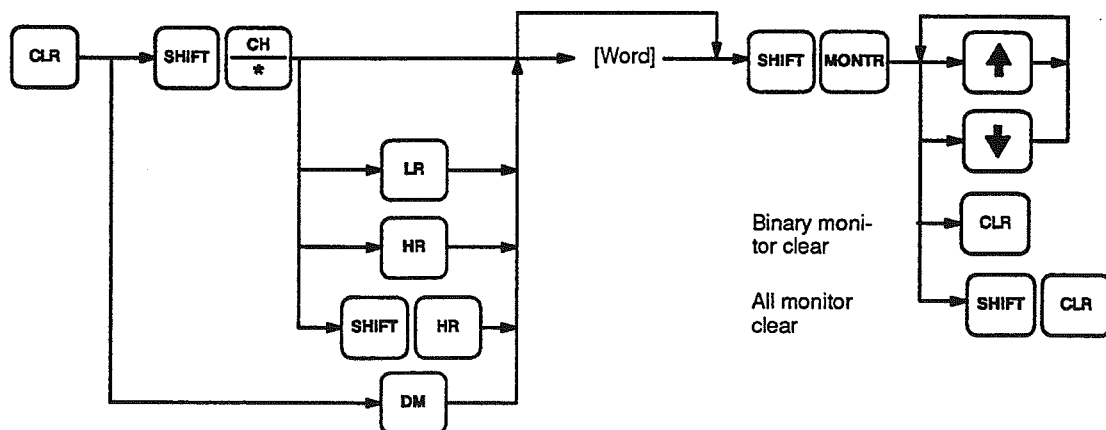 CLR
SHIFT
CH
*
[Word]
SHIFT
MONTR
LR
HR
Binary moni-
tor clear
CLR
SHIFT
HR
All monitor
clear
SHIFT
CLR
DM